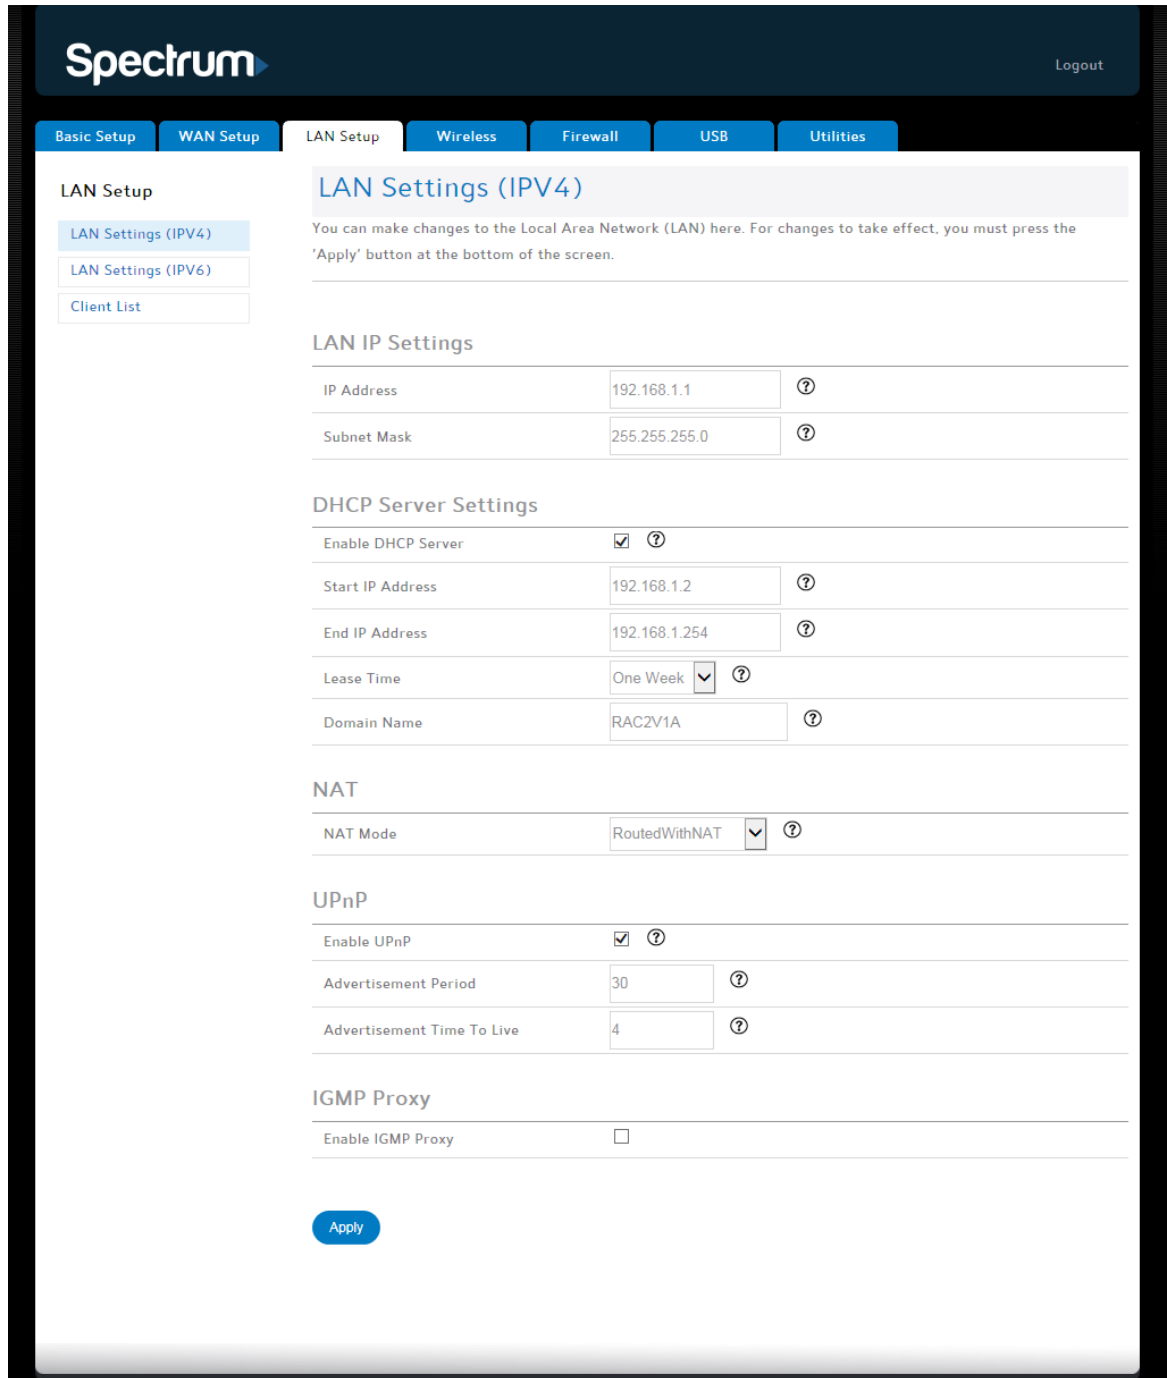 Spectrum
Logout
Basic Setup WAN Setup LAN Setup Wireless Firewall USB Utilities
LAN Setup
LAN Settings (IPV4)
LAN Settings (IPV6)
Client List
LAN Settings (IPV4)
You can make changes to the Local Area Network (LAN) here. For changes to take effect, you must press the
'Apply' button at the bottom of the screen.
LAN IP Settings
IP Address 192.168.1.1 ?
Subnet Mask 255.255.255.0 ?
DHCP Server Settings
Enable DHCP Server ?
Start IP Address 192.168.1.2 ?
End IP Address 192.168.1.254 ?
Lease Time One Week ?
Domain Name RAC2V1A ?
NAT
NAT Mode RoutedWithNAT ?
UPnP
Enable UPnP ?
Advertisement Period 30 ?
Advertisement Time To Live 4 ?
IGMP Proxy
Enable IGMP Proxy
Apply